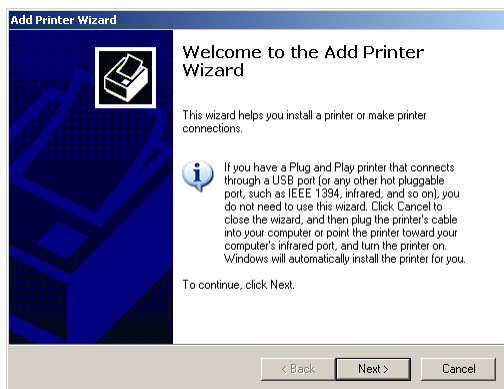 Add Printer Wizard
Welcome to the Add Printer
Wizard
This wizard helps you install a printer or make printer
connections.
If you have a Plug and Play printer that connects
through a USB port (or any other hot pluggable
port, such as IEEE 1394, infrared, and so on), you
do not need to use this wizard. Click Cancel to
close the wizard, and then plug the printer's cable
into your computer or point the printer toward your
computer's infrared port, and turn the printer on.
Windows will automatically install the printer for you.
To continue, click Next.
< Back Next > Cancel